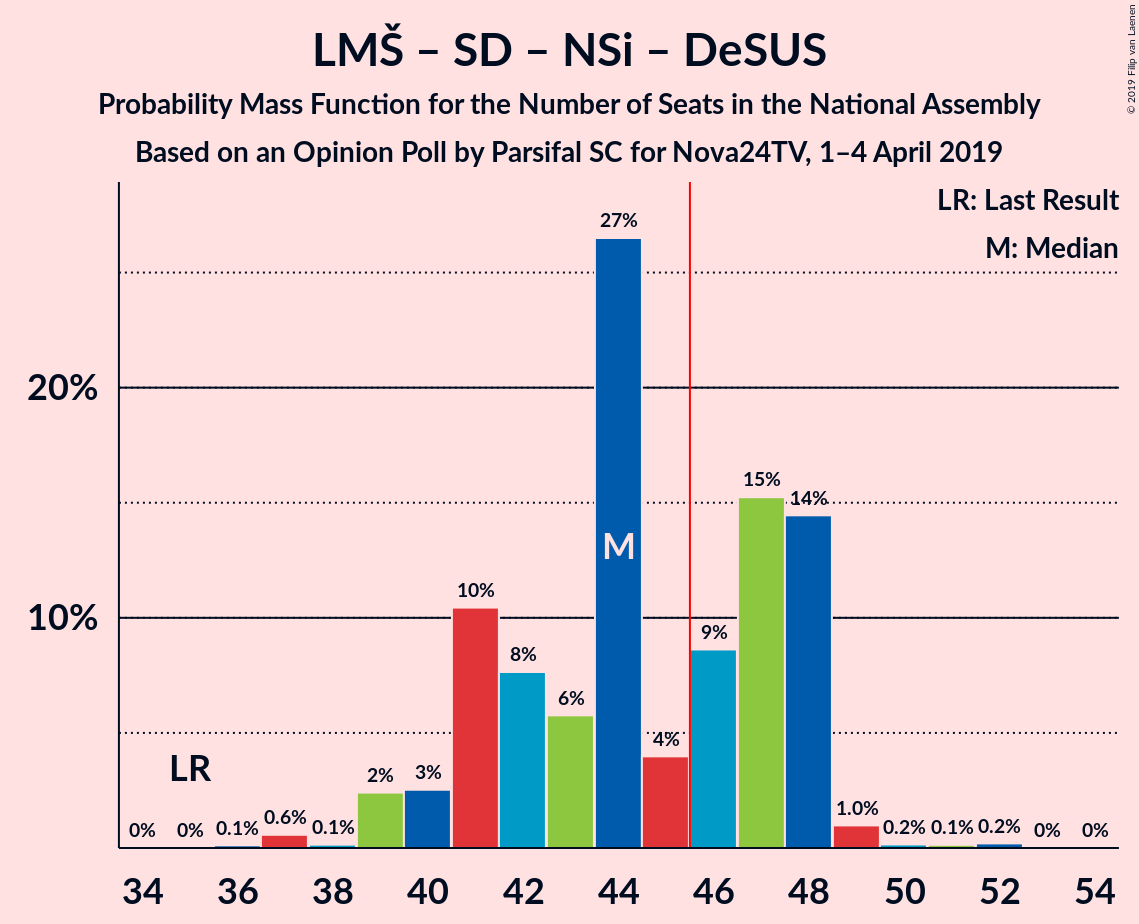 LMŠ – SD – NSi – DeSUS
Probability Mass Function for the Number of Seats in the National Assembly
Based on an Opinion Poll by Parsifal SC for Nova24TV, 1–4 April 2019
© 2019 Filip van Laenen
LR: Last Result
M: Median
20%
10%
0%
0%
0.1%
0.6%
0.1%
2%
3%
10%
8%
6%
27%
4%
9%
15%
14%
1.0%
0.2%
0.1%
0.2%
0%
0%
LR
M
34 36 38 40 42 44 46 48 50 52 54